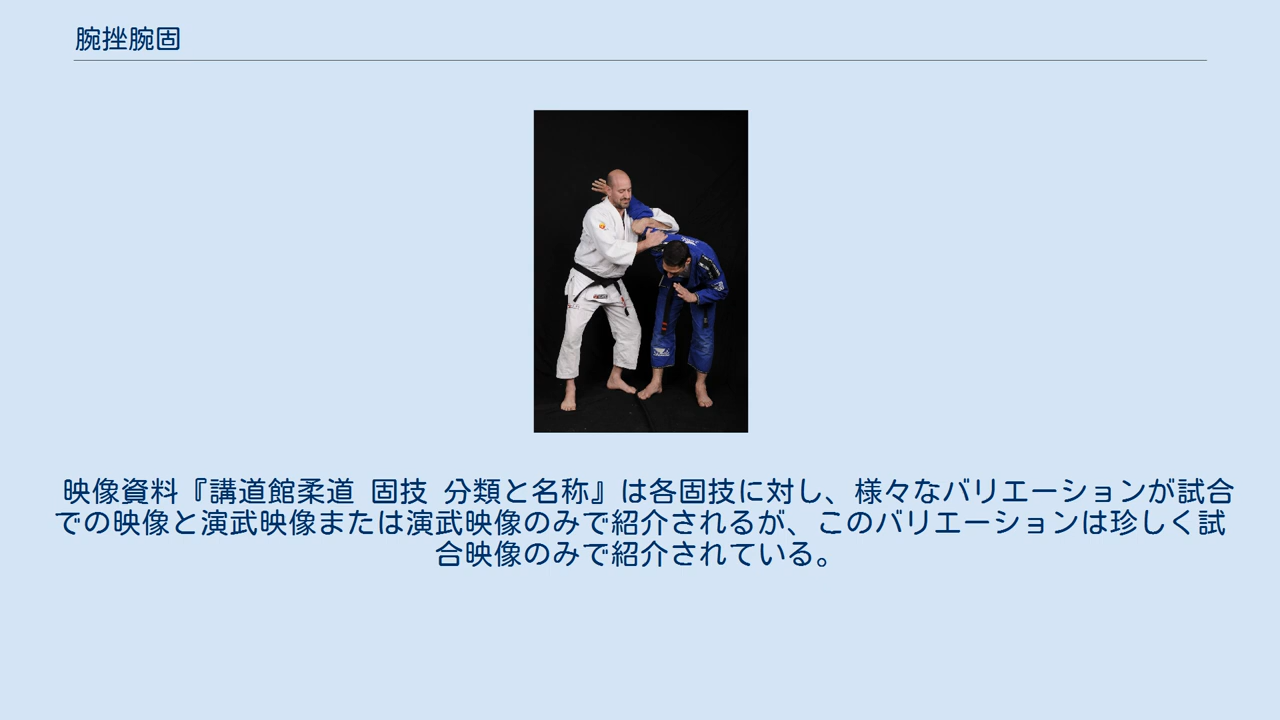 腕挫腕固
映像資料『講道館柔道 固技 分類と名称』は各固技に対し、様々なバリエーションが試合
での映像と演武映像または演武映像のみで紹介されるが、このバリエーションは珍しく試
合映像のみで紹介されている。